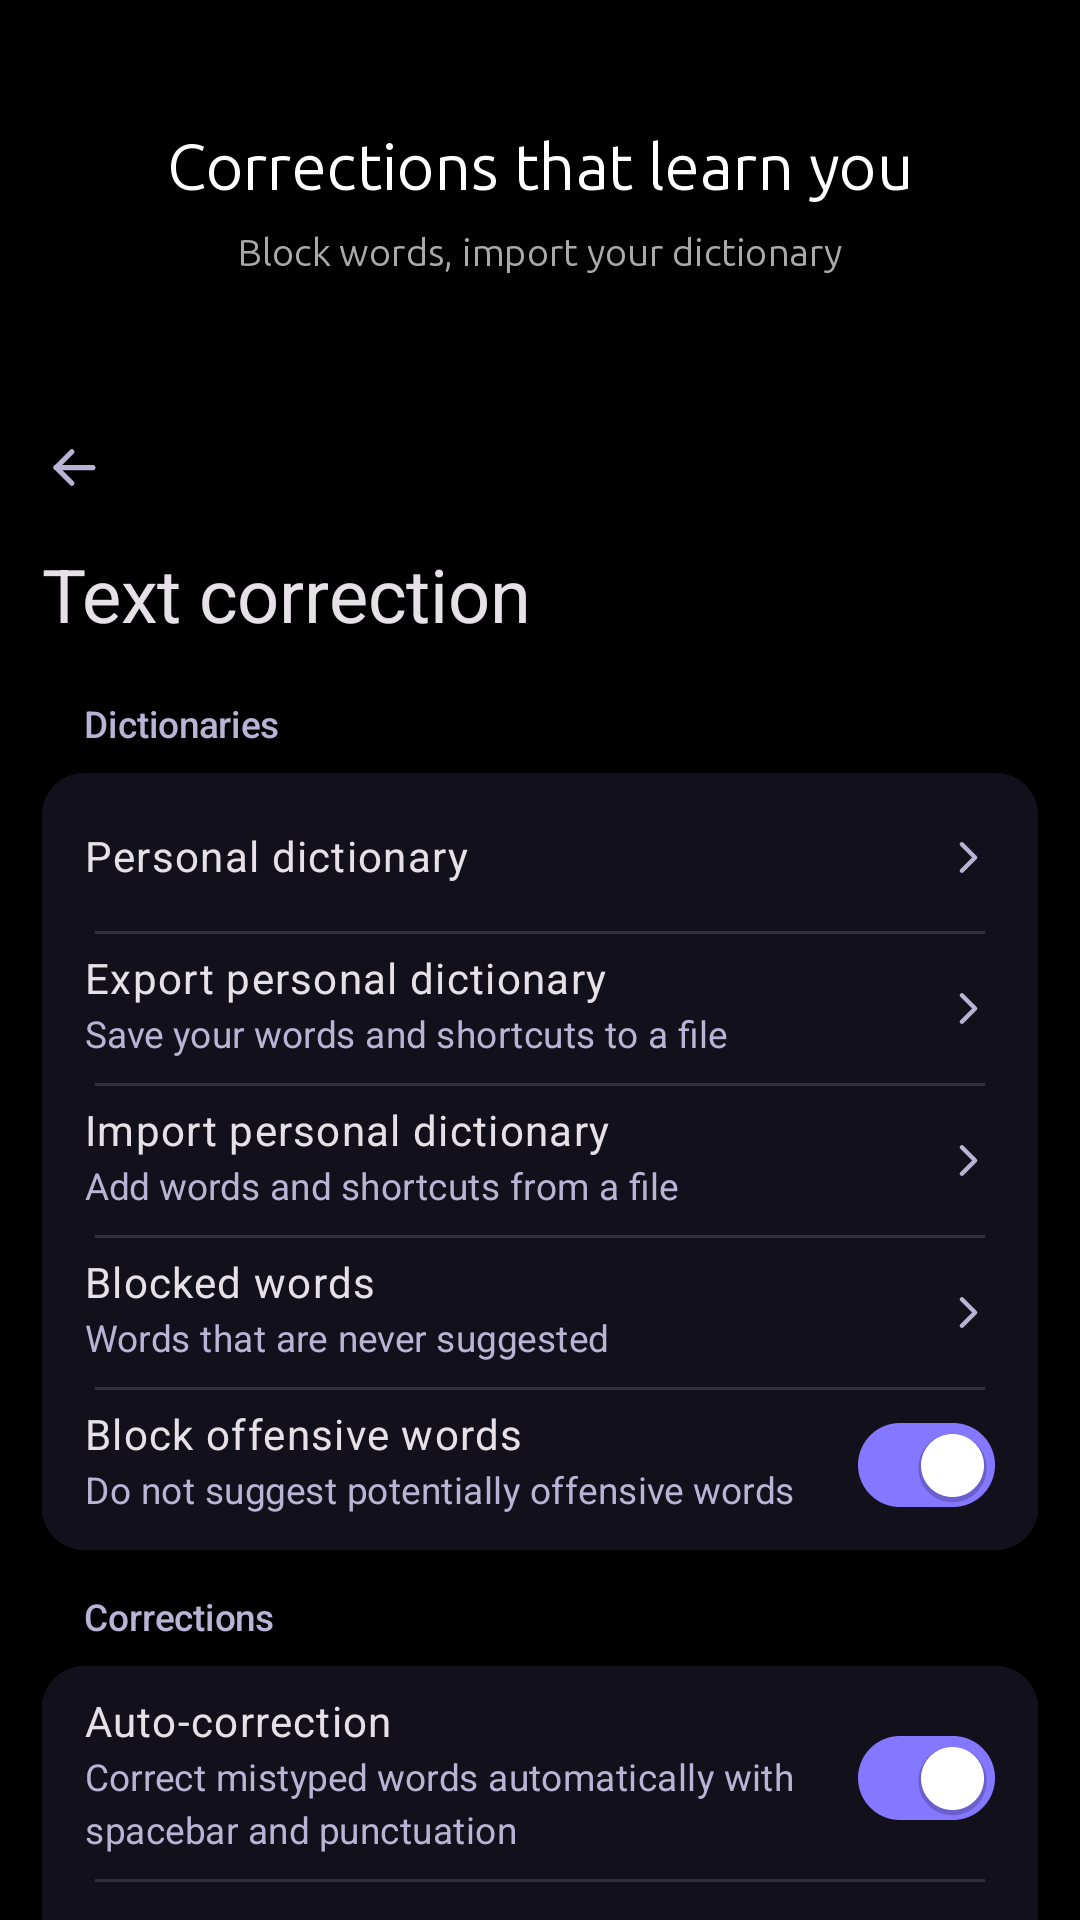 Corrections that learn you
Block words, import your dictionary
Text correction
Dictionaries
Personal dictionary
Export personal dictionary
Save your words and shortcuts to a file
Import personal dictionary
Add words and shortcuts from a file
Blocked words
Words that are never suggested
Block offensive words
Do not suggest potentially offensive words
Corrections
Auto-correction
Correct mistyped words automatically with
spacebar and punctuation